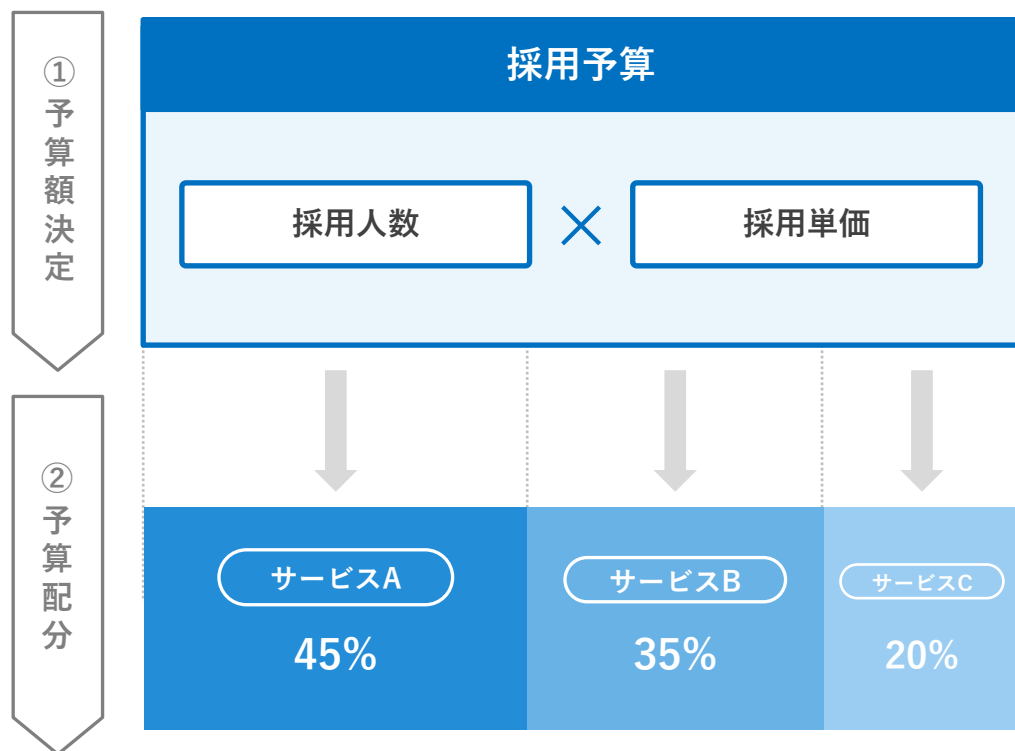 ①予算額決定
採用予算
採用人数 × 採用単価
②予算配分
サービスA
サービスB
サービスC
45%
35%
20%